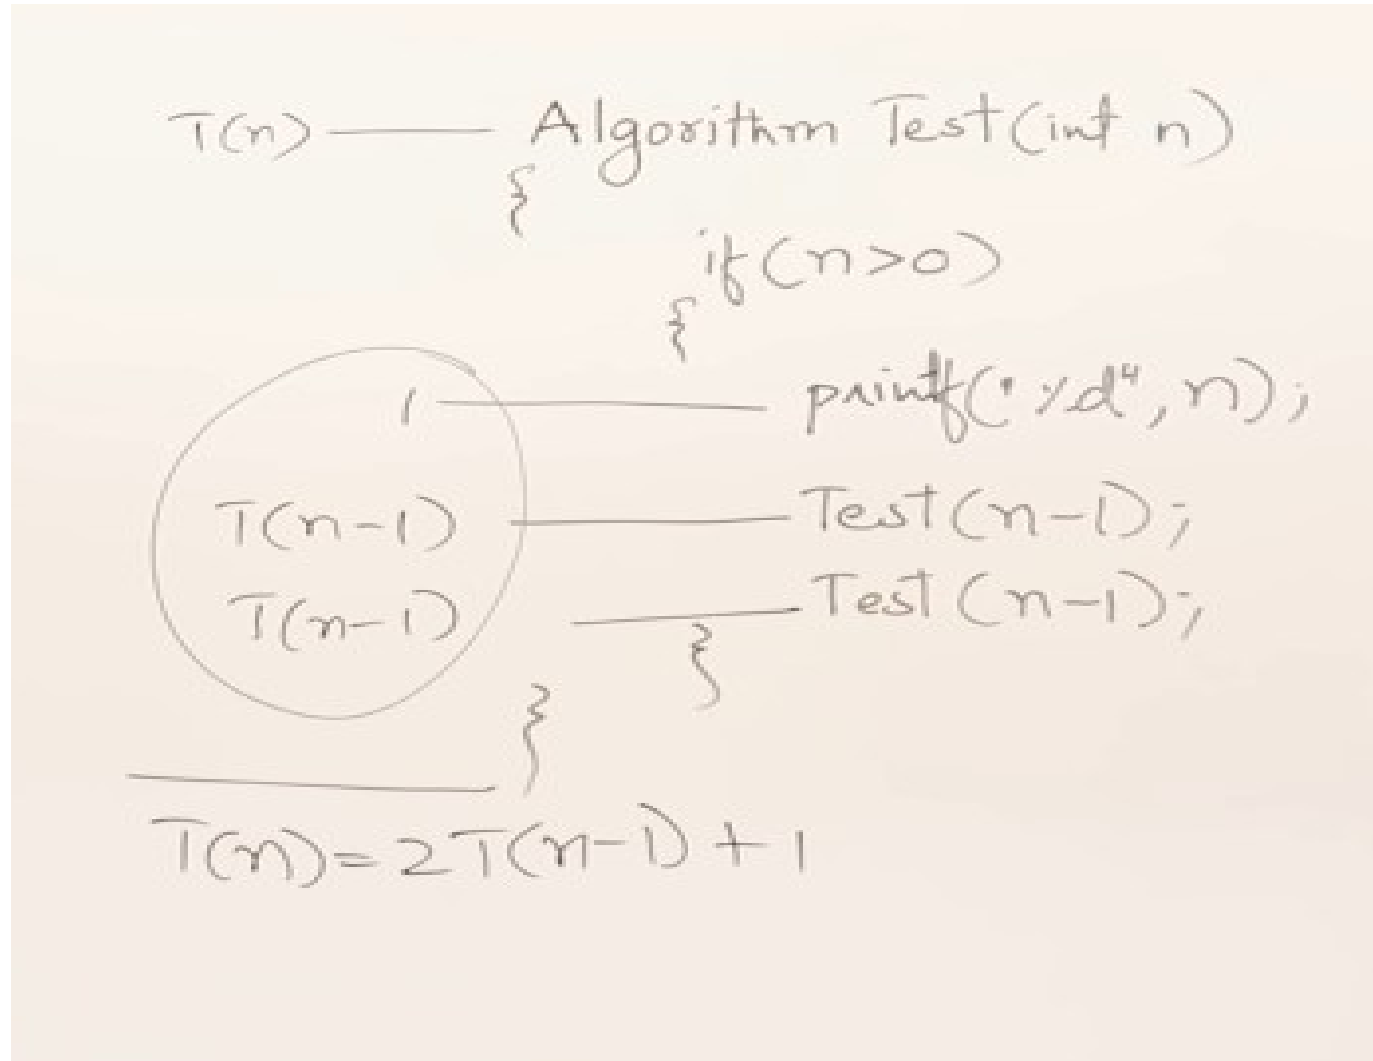 T(n) — Algorithm Test(int n)
{
if(n>0)
{
1 — printf("%d", n);
T(n-1) — Test(n-1);
T(n-1) — Test(n-1);
}
}
T(n)=2T(n-1)+1